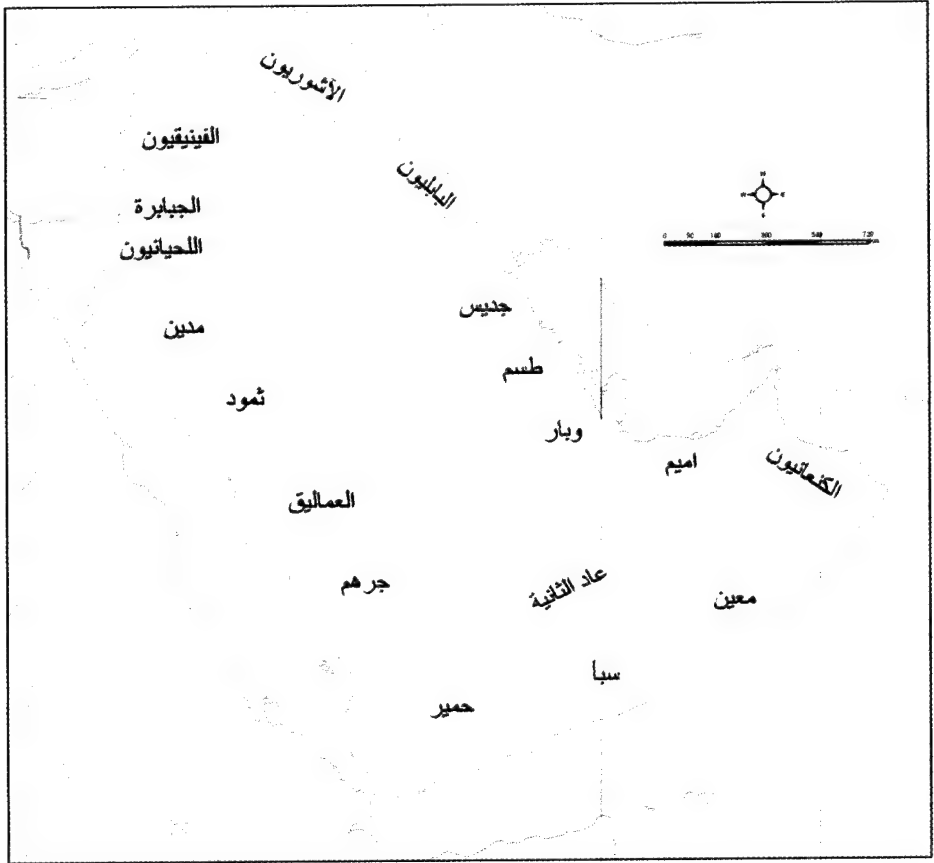 الآشوريون
الفينيقيون
البابليون
الجبابرة
اللحيانيون
جديس
مدين
طسم
ثمود
وبار
اميم
الكنعانيون
العماليق
جرهم
عاد الثانية
معين
سبأ
حمير